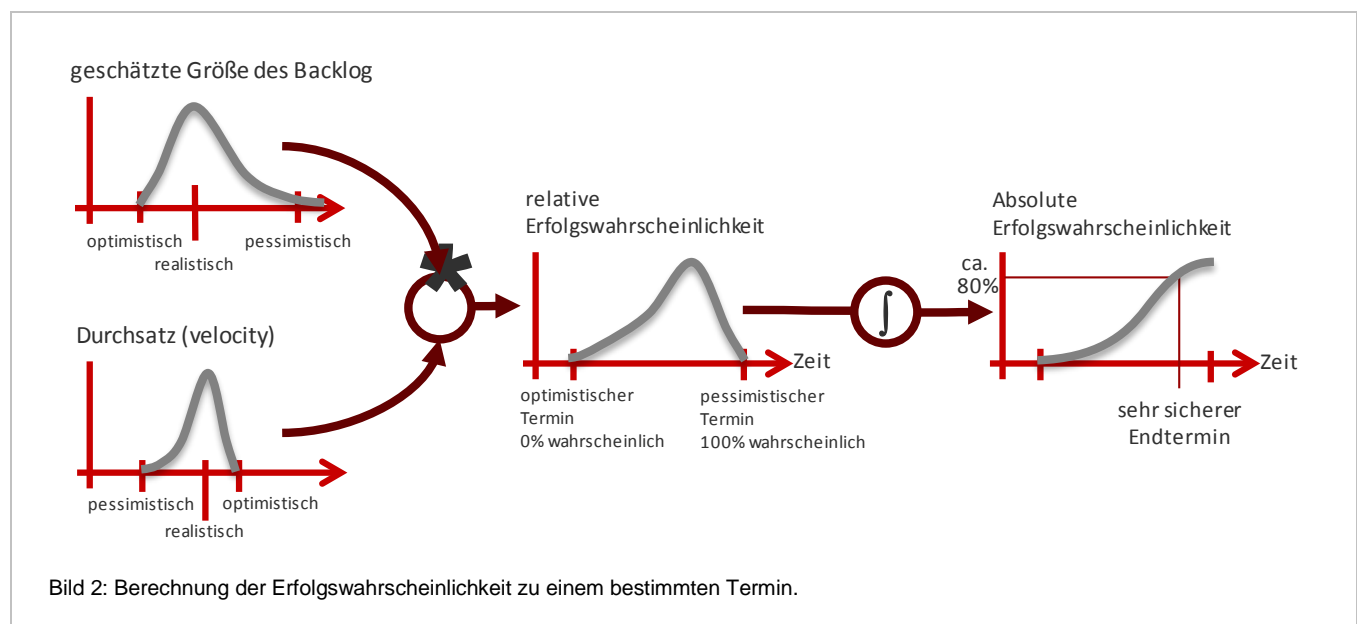 geschätzte Größe des Backlog
optimistisch
pessimistisch
realistisch
Durchsatz (velocity)
pessimistisch
optimistisch
realistisch
*
relative
Erfolgswahrscheinlichkeit
Zeit
optimistischer
Termin
0% wahrscheinlich
pessimistischer
Termin
100% wahrscheinlich
∫
Absolute
Erfolgswahrscheinlichkeit
ca.
80%
Zeit
sehr sicherer
Endtermin
Bild 2: Berechnung der Erfolgswahrscheinlichkeit zu einem bestimmten Termin.